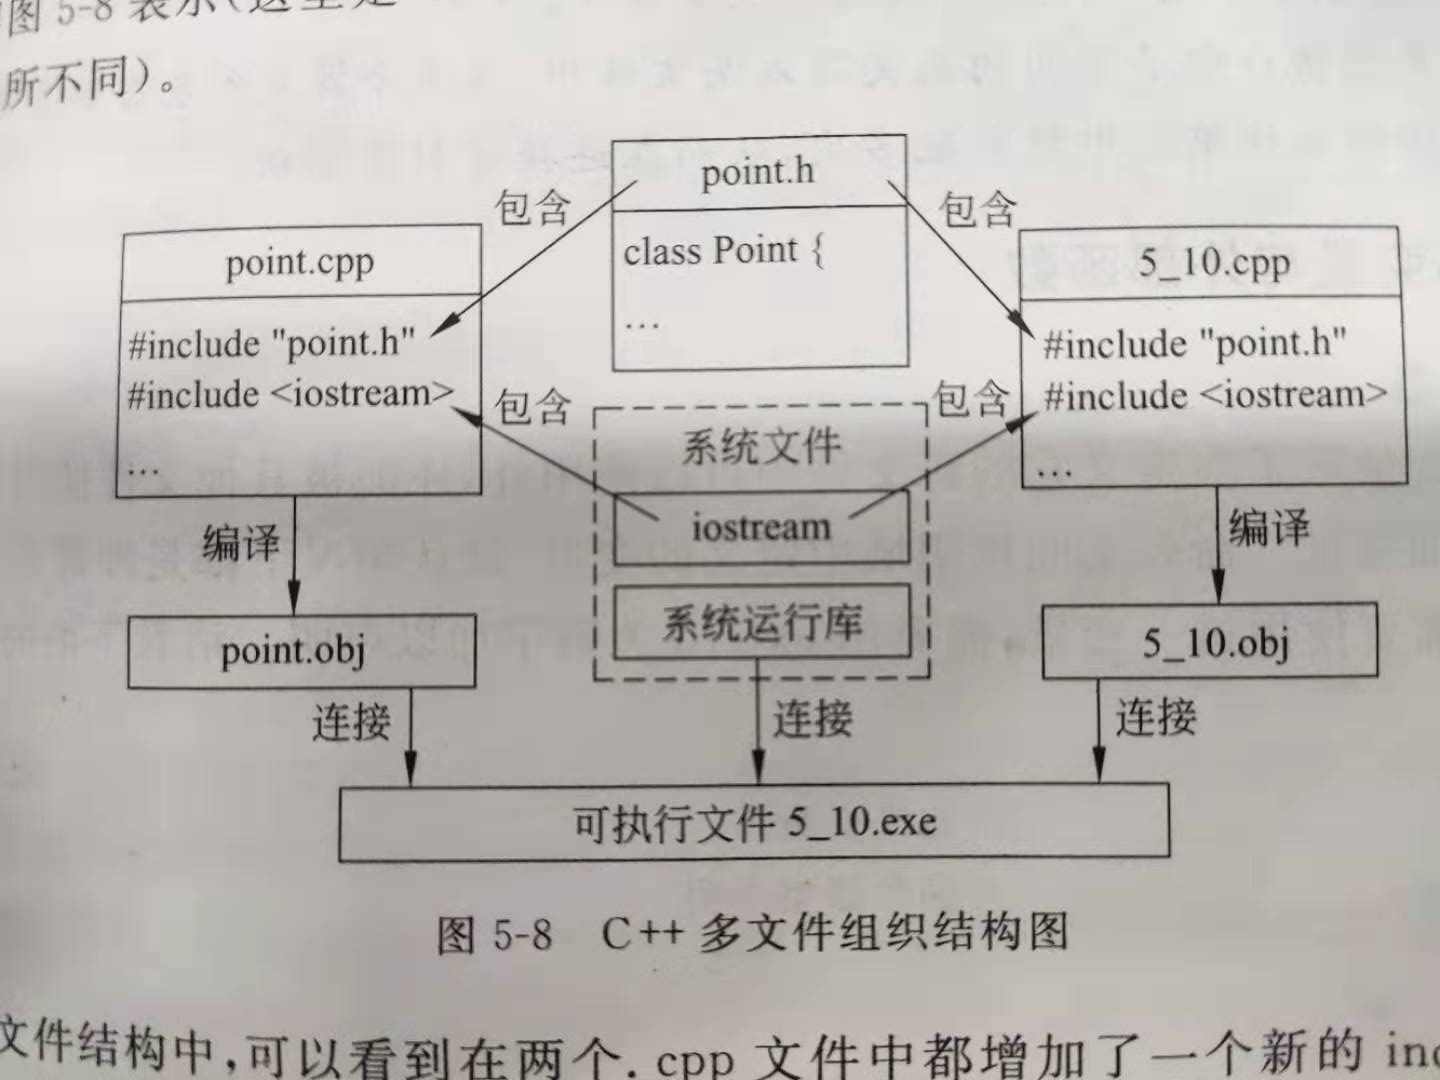 图 5-8 表示(这里是
所不同)。
point.h
class Point {
...
包含
包含
point.cpp
#include "point.h"
#include <iostream>
...
5_10.cpp
#include "point.h"
#include <iostream>
...
包含
包含
系统文件
iostream
系统运行库
编译
编译
point.obj
5_10.obj
连接
连接
连接
可执行文件 5_10.exe
图 5-8 C++ 多文件组织结构图
文件结构中,可以看到在两个.cpp 文件中都增加了一个新的 inc